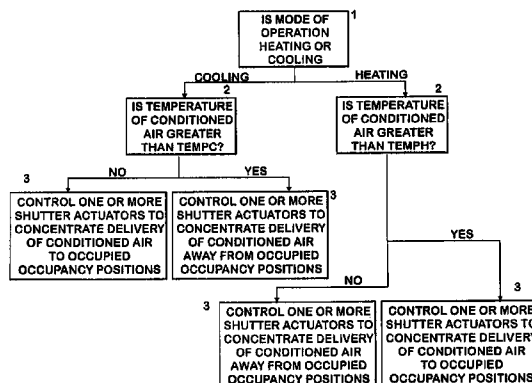 1
IS MODE OF
OPERATION
HEATING OR
COOLING
COOLING
HEATING
2
IS TEMPERATURE
OF CONDITIONED
AIR GREATER
THAN TEMPC?
2
IS TEMPERATURE
OF CONDITIONED
AIR GREATER
THAN TEMPH?
NO
YES
3
CONTROL ONE OR MORE
SHUTTER ACTUATORS TO
CONCENTRATE DELIVERY
OF CONDITIONED AIR
TO OCCUPIED
OCCUPANCY POSITIONS
3
CONTROL ONE OR MORE
SHUTTER ACTUATORS TO
CONCENTRATE DELIVERY
OF CONDITIONED AIR
AWAY FROM OCCUPIED
OCCUPANCY POSITIONS
NO
YES
3
CONTROL ONE OR MORE
SHUTTER ACTUATORS TO
CONCENTRATE DELIVERY
OF CONDITIONED AIR
AWAY FROM OCCUPIED
OCCUPANCY POSITIONS
3
CONTROL ONE OR MORE
SHUTTER ACTUATORS TO
CONCENTRATE DELIVERY
OF CONDITIONED AIR
TO OCCUPIED
OCCUPANCY POSITIONS